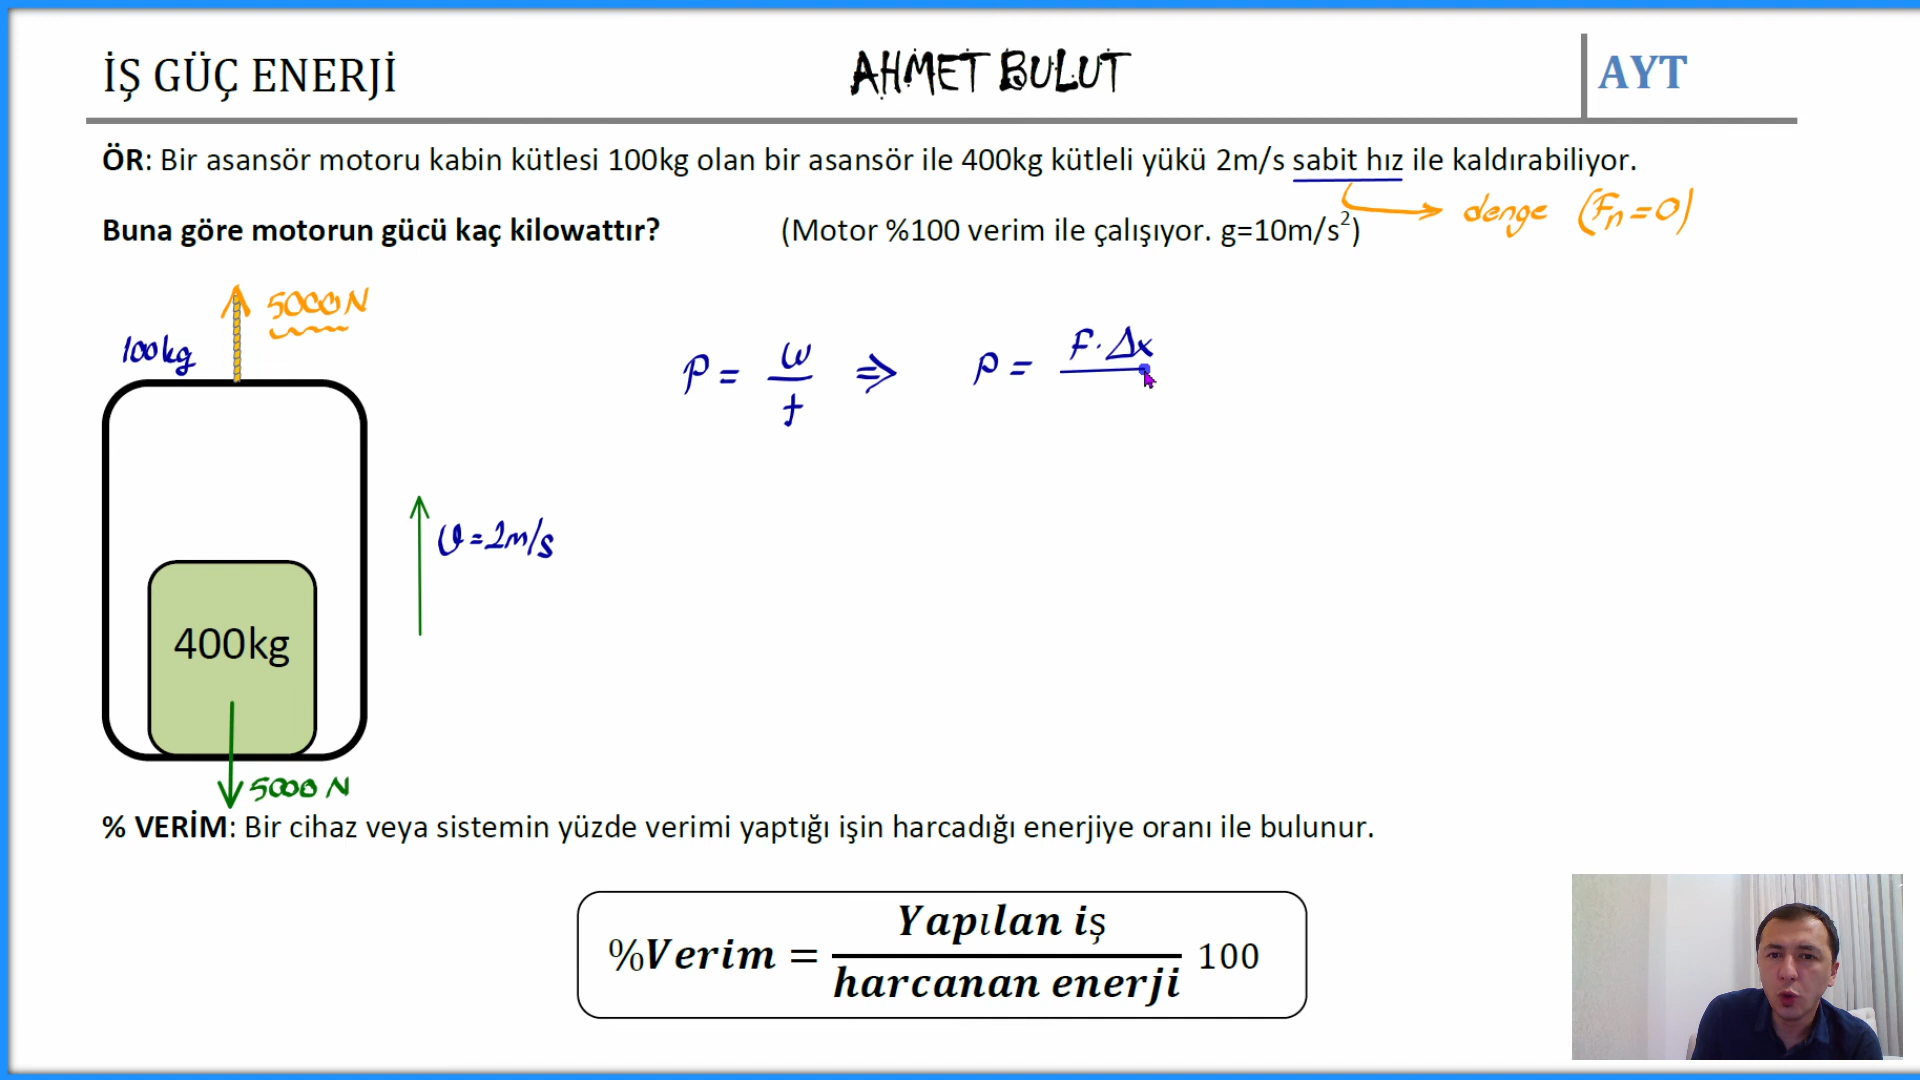 İŞ GÜÇ ENERJİ AHMET BULUT AYT
ÖR: Bir asansör motoru kabin kütlesi 100kg olan bir asansör ile 400kg kütleli yükü 2m/s sabit hız ile kaldırabiliyor.
denge (Fn=0)
Buna göre motorun gücü kaç kilowattır? (Motor %100 verim ile çalışıyor. g=10m/s²)
5000N
100kg
P = W/t ⇒ P = F·Δx
ϑ=2m/s
400kg
5000 N
% VERİM: Bir cihaz veya sistemin yüzde verimi yaptığı işin harcadığı enerjiye oranı ile bulunur.
%Verim = Yapılan iş / harcanan enerji 100